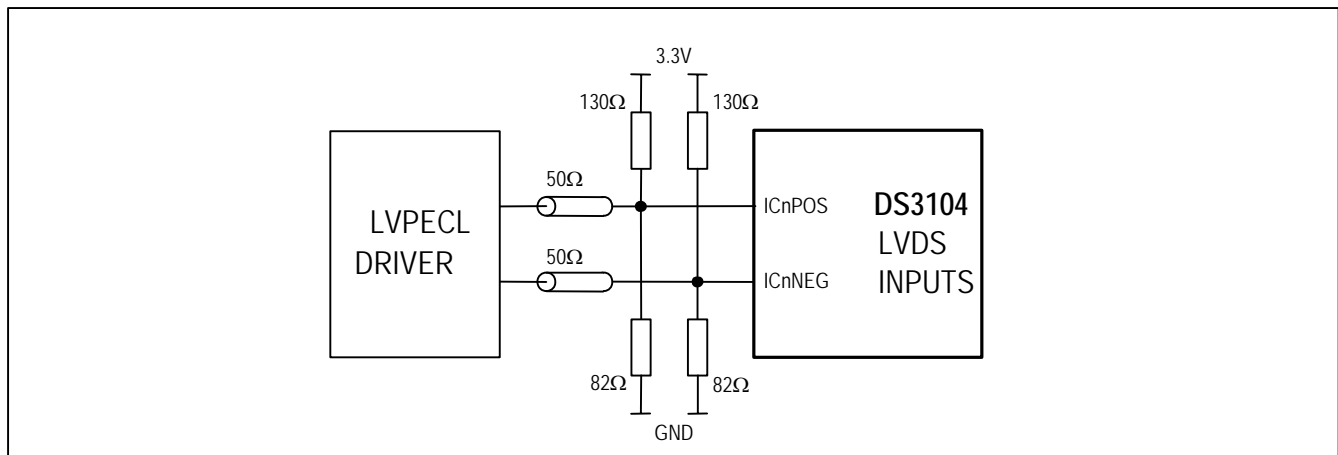 3.3V
130Ω 130Ω
50Ω
ICnPOS
DS3104
LVPECL
LVDS
DRIVER
50Ω
ICnNEG
INPUTS
82Ω 82Ω
GND